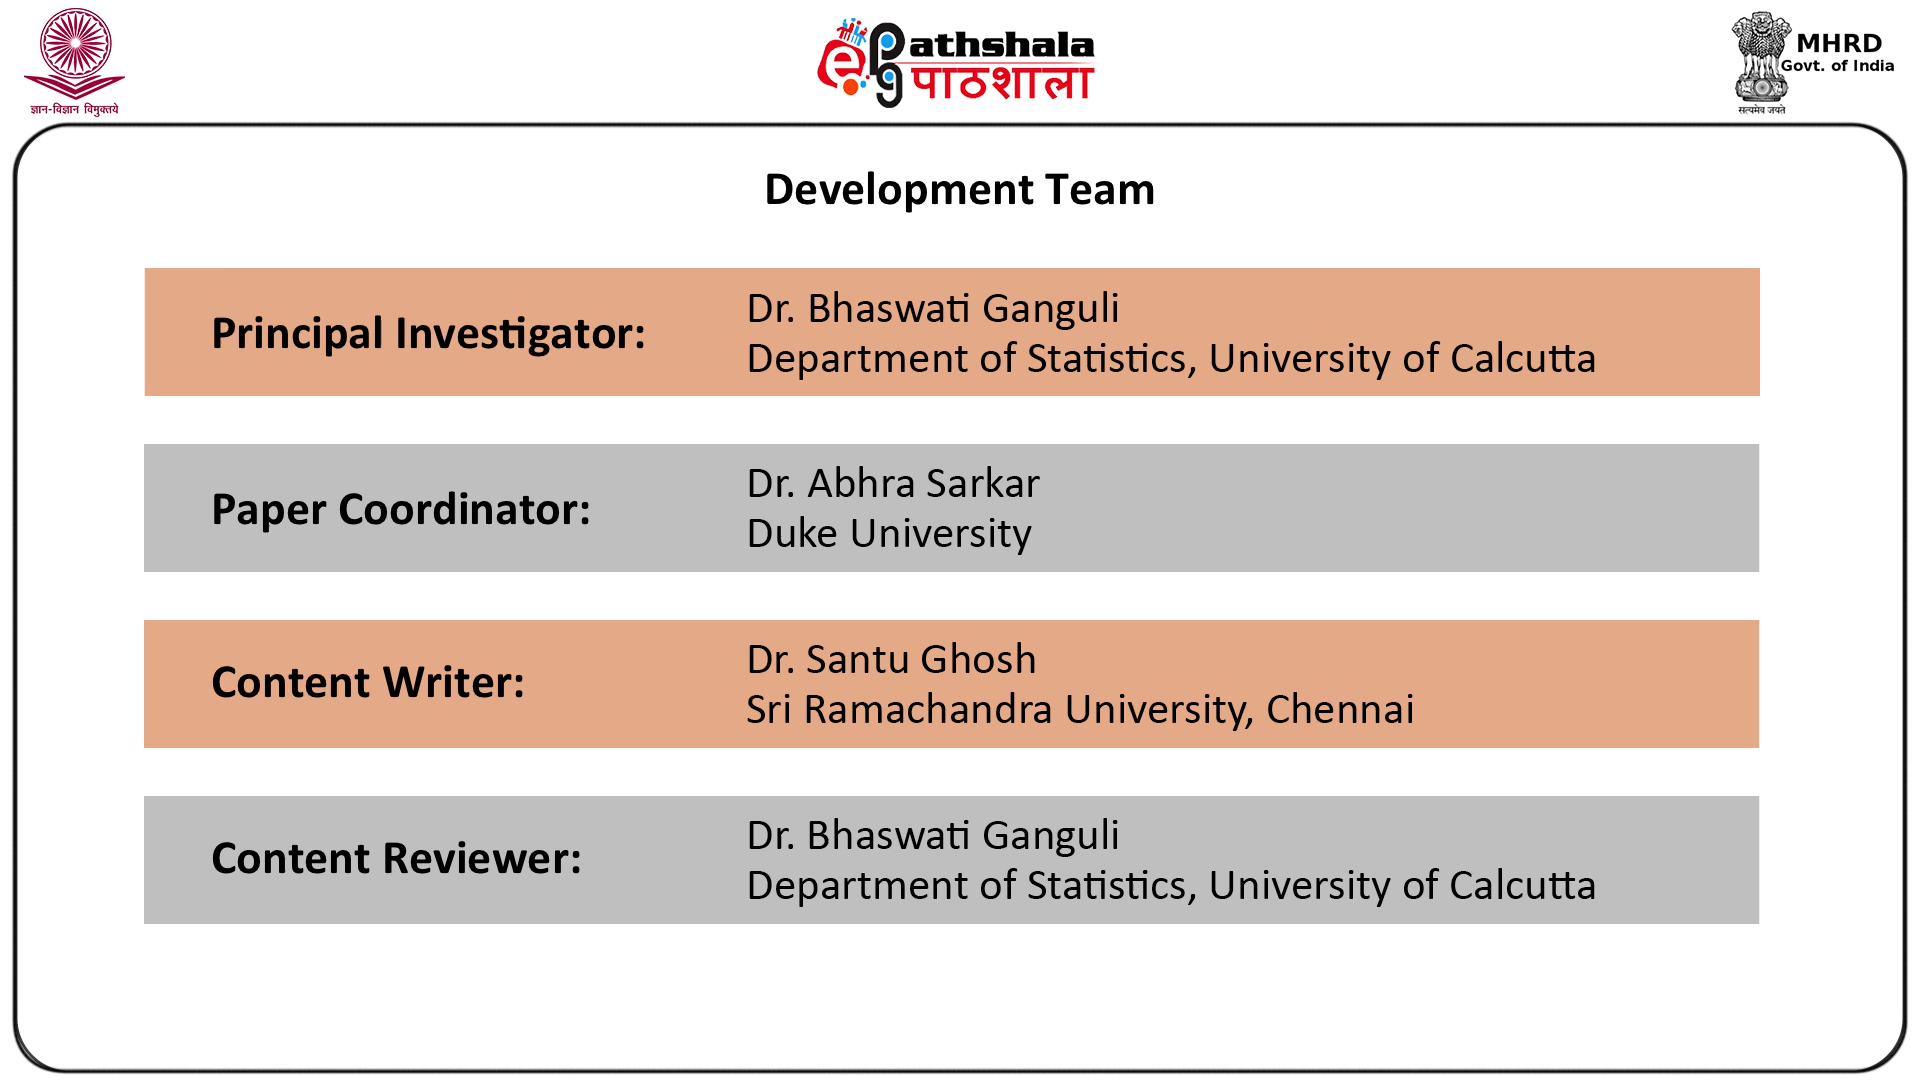 ज्ञान-विज्ञान विमुक्तये
e PG Pathshala
पाठशाला
MHRD
Govt. of India
सत्यमेव जयते
Development Team
Principal Investigator:
Dr. Bhaswati Ganguli
Department of Statistics, University of Calcutta
Paper Coordinator:
Dr. Abhra Sarkar
Duke University
Content Writer:
Dr. Santu Ghosh
Sri Ramachandra University, Chennai
Content Reviewer:
Dr. Bhaswati Ganguli
Department of Statistics, University of Calcutta